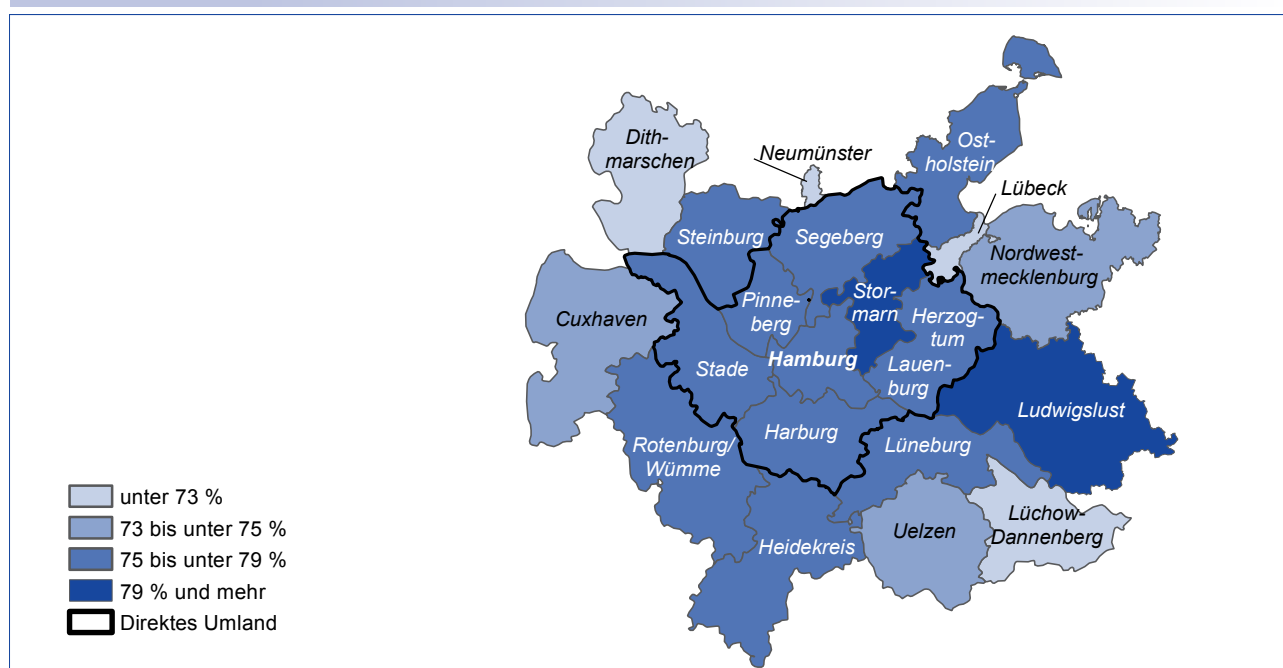 Dith-
marschen
Neumünster
Ost-
holstein
Lübeck
Steinburg
Segeberg
Nordwest-
mecklenburg
Cuxhaven
Pinne-
berg
Stor-
marn
Herzog-
tum
Lauen-
burg
Stade
Hamburg
Ludwigslust
Rotenburg/
Wümme
Harburg
Lüneburg
Heidekreis
Uelzen
Lüchow-
Dannenberg
unter 73 %
73 bis unter 75 %
75 bis unter 79 %
79 % und mehr
Direktes Umland